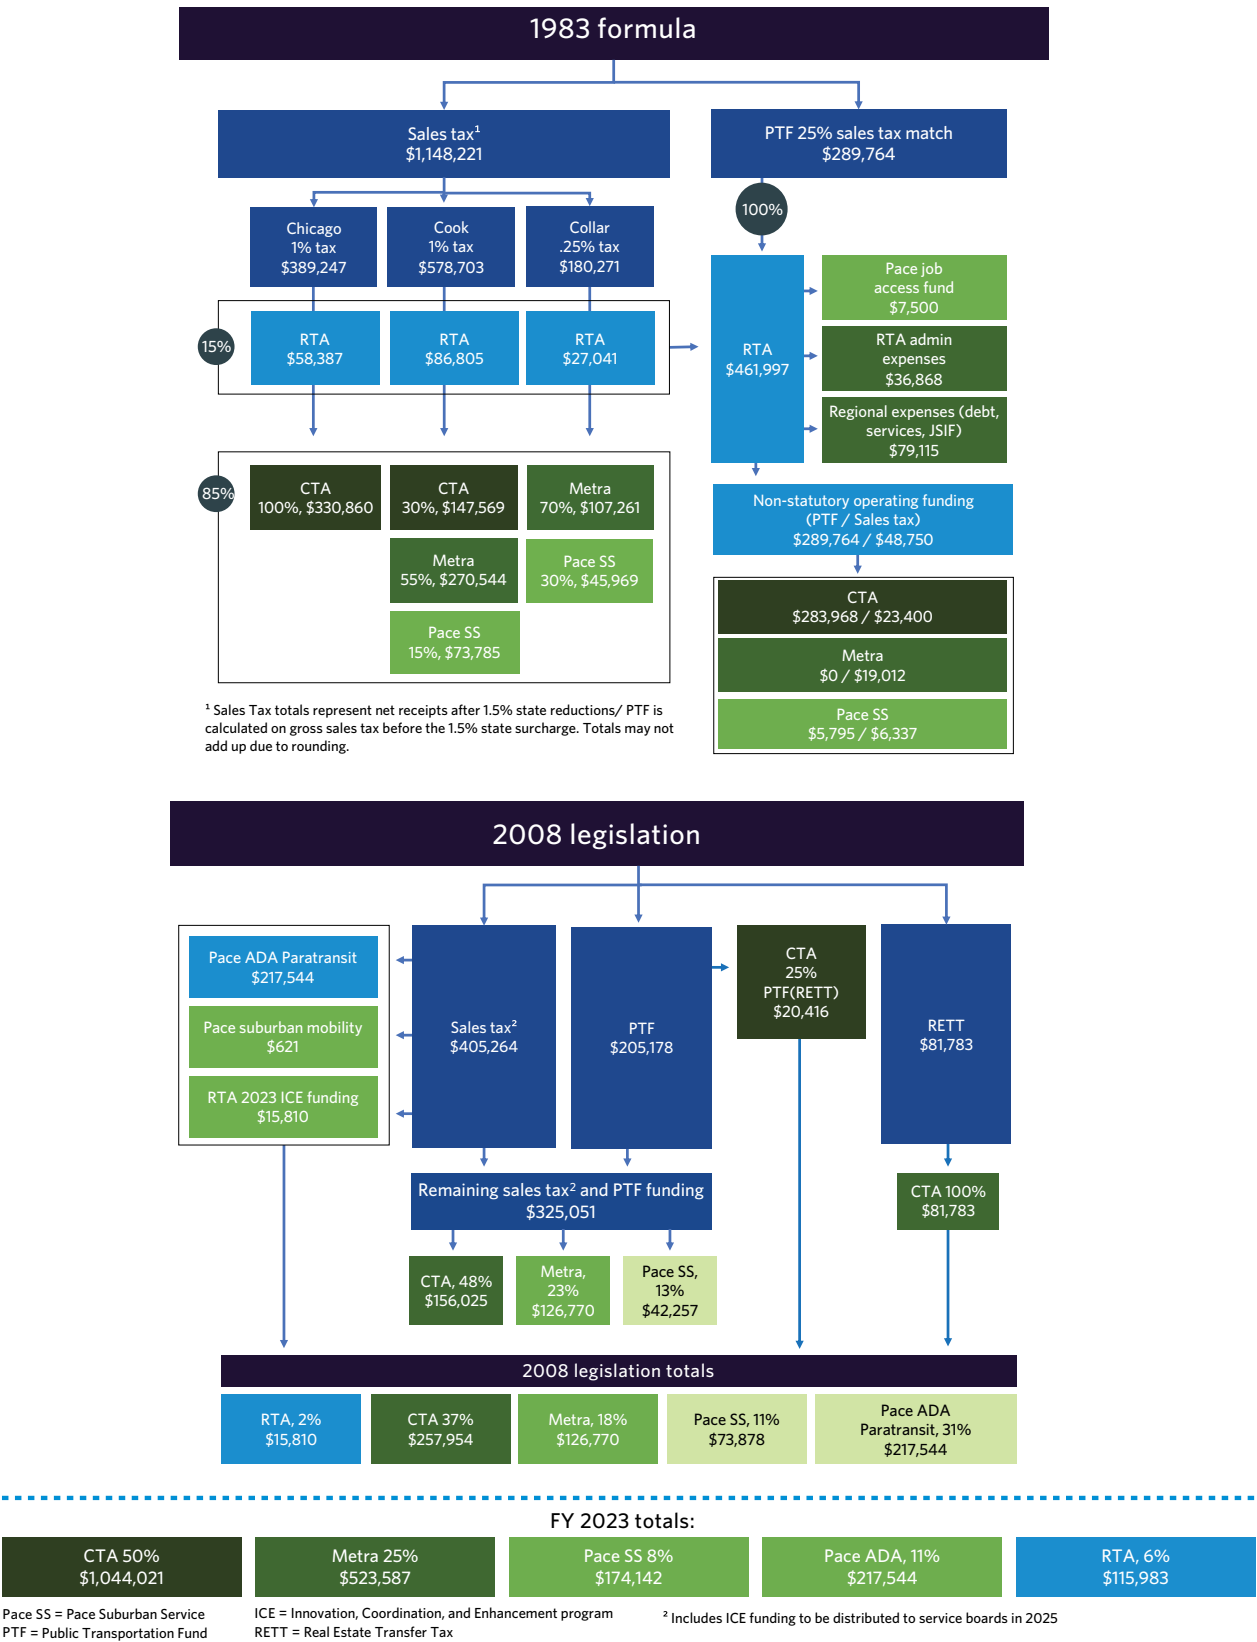 1983 formula
Sales tax¹
$1,148,221
PTF 25% sales tax match
$289,764
100%
Chicago
1% tax
$389,247
Cook
1% tax
$578,703
Collar
.25% tax
$180,271
15%
RTA
$58,387
RTA
$86,805
RTA
$27,041
RTA
$461,997
Pace job
access fund
$7,500
RTA admin
expenses
$36,868
Regional expenses (debt,
services, JSIF)
$79,115
85%
CTA
100%, $330,860
CTA
30%, $147,569
Metra
70%, $107,261
Metra
55%, $270,544
Pace SS
30%, $45,969
Pace SS
15%, $73,785
Non-statutory operating funding
(PTF / Sales tax)
$289,764 / $48,750
CTA
$283,968 / $23,400
Metra
$0 / $19,012
Pace SS
$5,795 / $6,337
¹ Sales Tax totals represent net receipts after 1.5% state reductions/ PTF is
calculated on gross sales tax before the 1.5% state surcharge. Totals may not
add up due to rounding.
2008 legislation
Pace ADA Paratransit
$217,544
Pace suburban mobility
$621
RTA 2023 ICE funding
$15,810
Sales tax²
$405,264
PTF
$205,178
CTA
25%
PTF(RETT)
$20,416
RETT
$81,783
Remaining sales tax² and PTF funding
$325,051
CTA 100%
$81,783
CTA, 48%
$156,025
Metra,
23%
$126,770
Pace SS,
13%
$42,257
2008 legislation totals
RTA, 2%
$15,810
CTA 37%
$257,954
Metra, 18%
$126,770
Pace SS, 11%
$73,878
Pace ADA
Paratransit, 31%
$217,544
FY 2023 totals:
CTA 50%
$1,044,021
Metra 25%
$523,587
Pace SS 8%
$174,142
Pace ADA, 11%
$217,544
RTA, 6%
$115,983
Pace SS = Pace Suburban Service
PTF = Public Transportation Fund
ICE = Innovation, Coordination, and Enhancement program
RETT = Real Estate Transfer Tax
² Includes ICE funding to be distributed to service boards in 2025